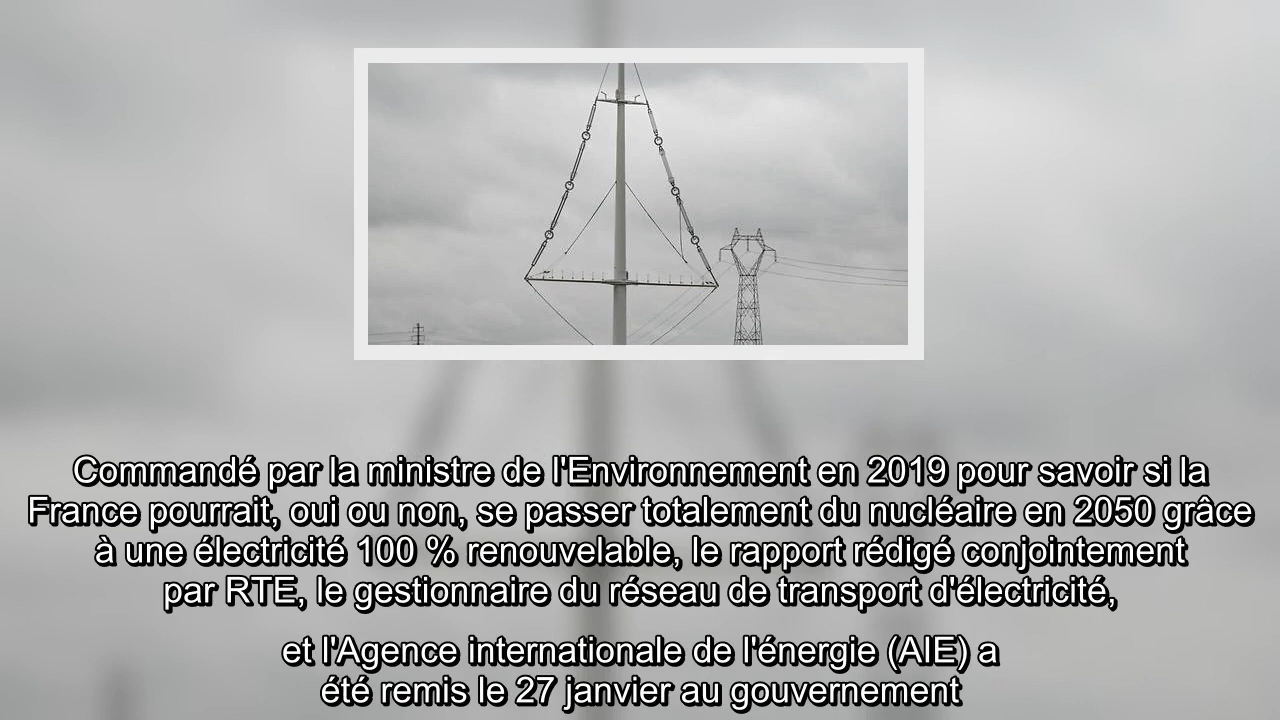 Commandé par la ministre de l'Environnement en 2019 pour savoir si la
France pourrait, oui ou non, se passer totalement du nucléaire en 2050 grâce
à une électricité 100 % renouvelable, le rapport rédigé conjointement
par RTE, le gestionnaire du réseau de transport d'électricité,
et l'Agence internationale de l'énergie (AIE) a
été remis le 27 janvier au gouvernement